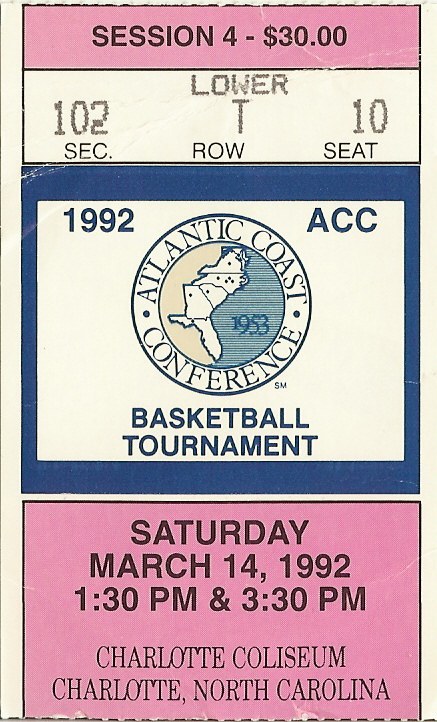 SESSION 4 - $30.00
LOWER
102 T 10
SEC. ROW SEAT
1992 ACC
ATLANTIC COAST
CONFERENCE
1953
SM
BASKETBALL
TOURNAMENT
SATURDAY
MARCH 14, 1992
1:30 PM & 3:30 PM
CHARLOTTE COLISEUM
CHARLOTTE, NORTH CAROLINA